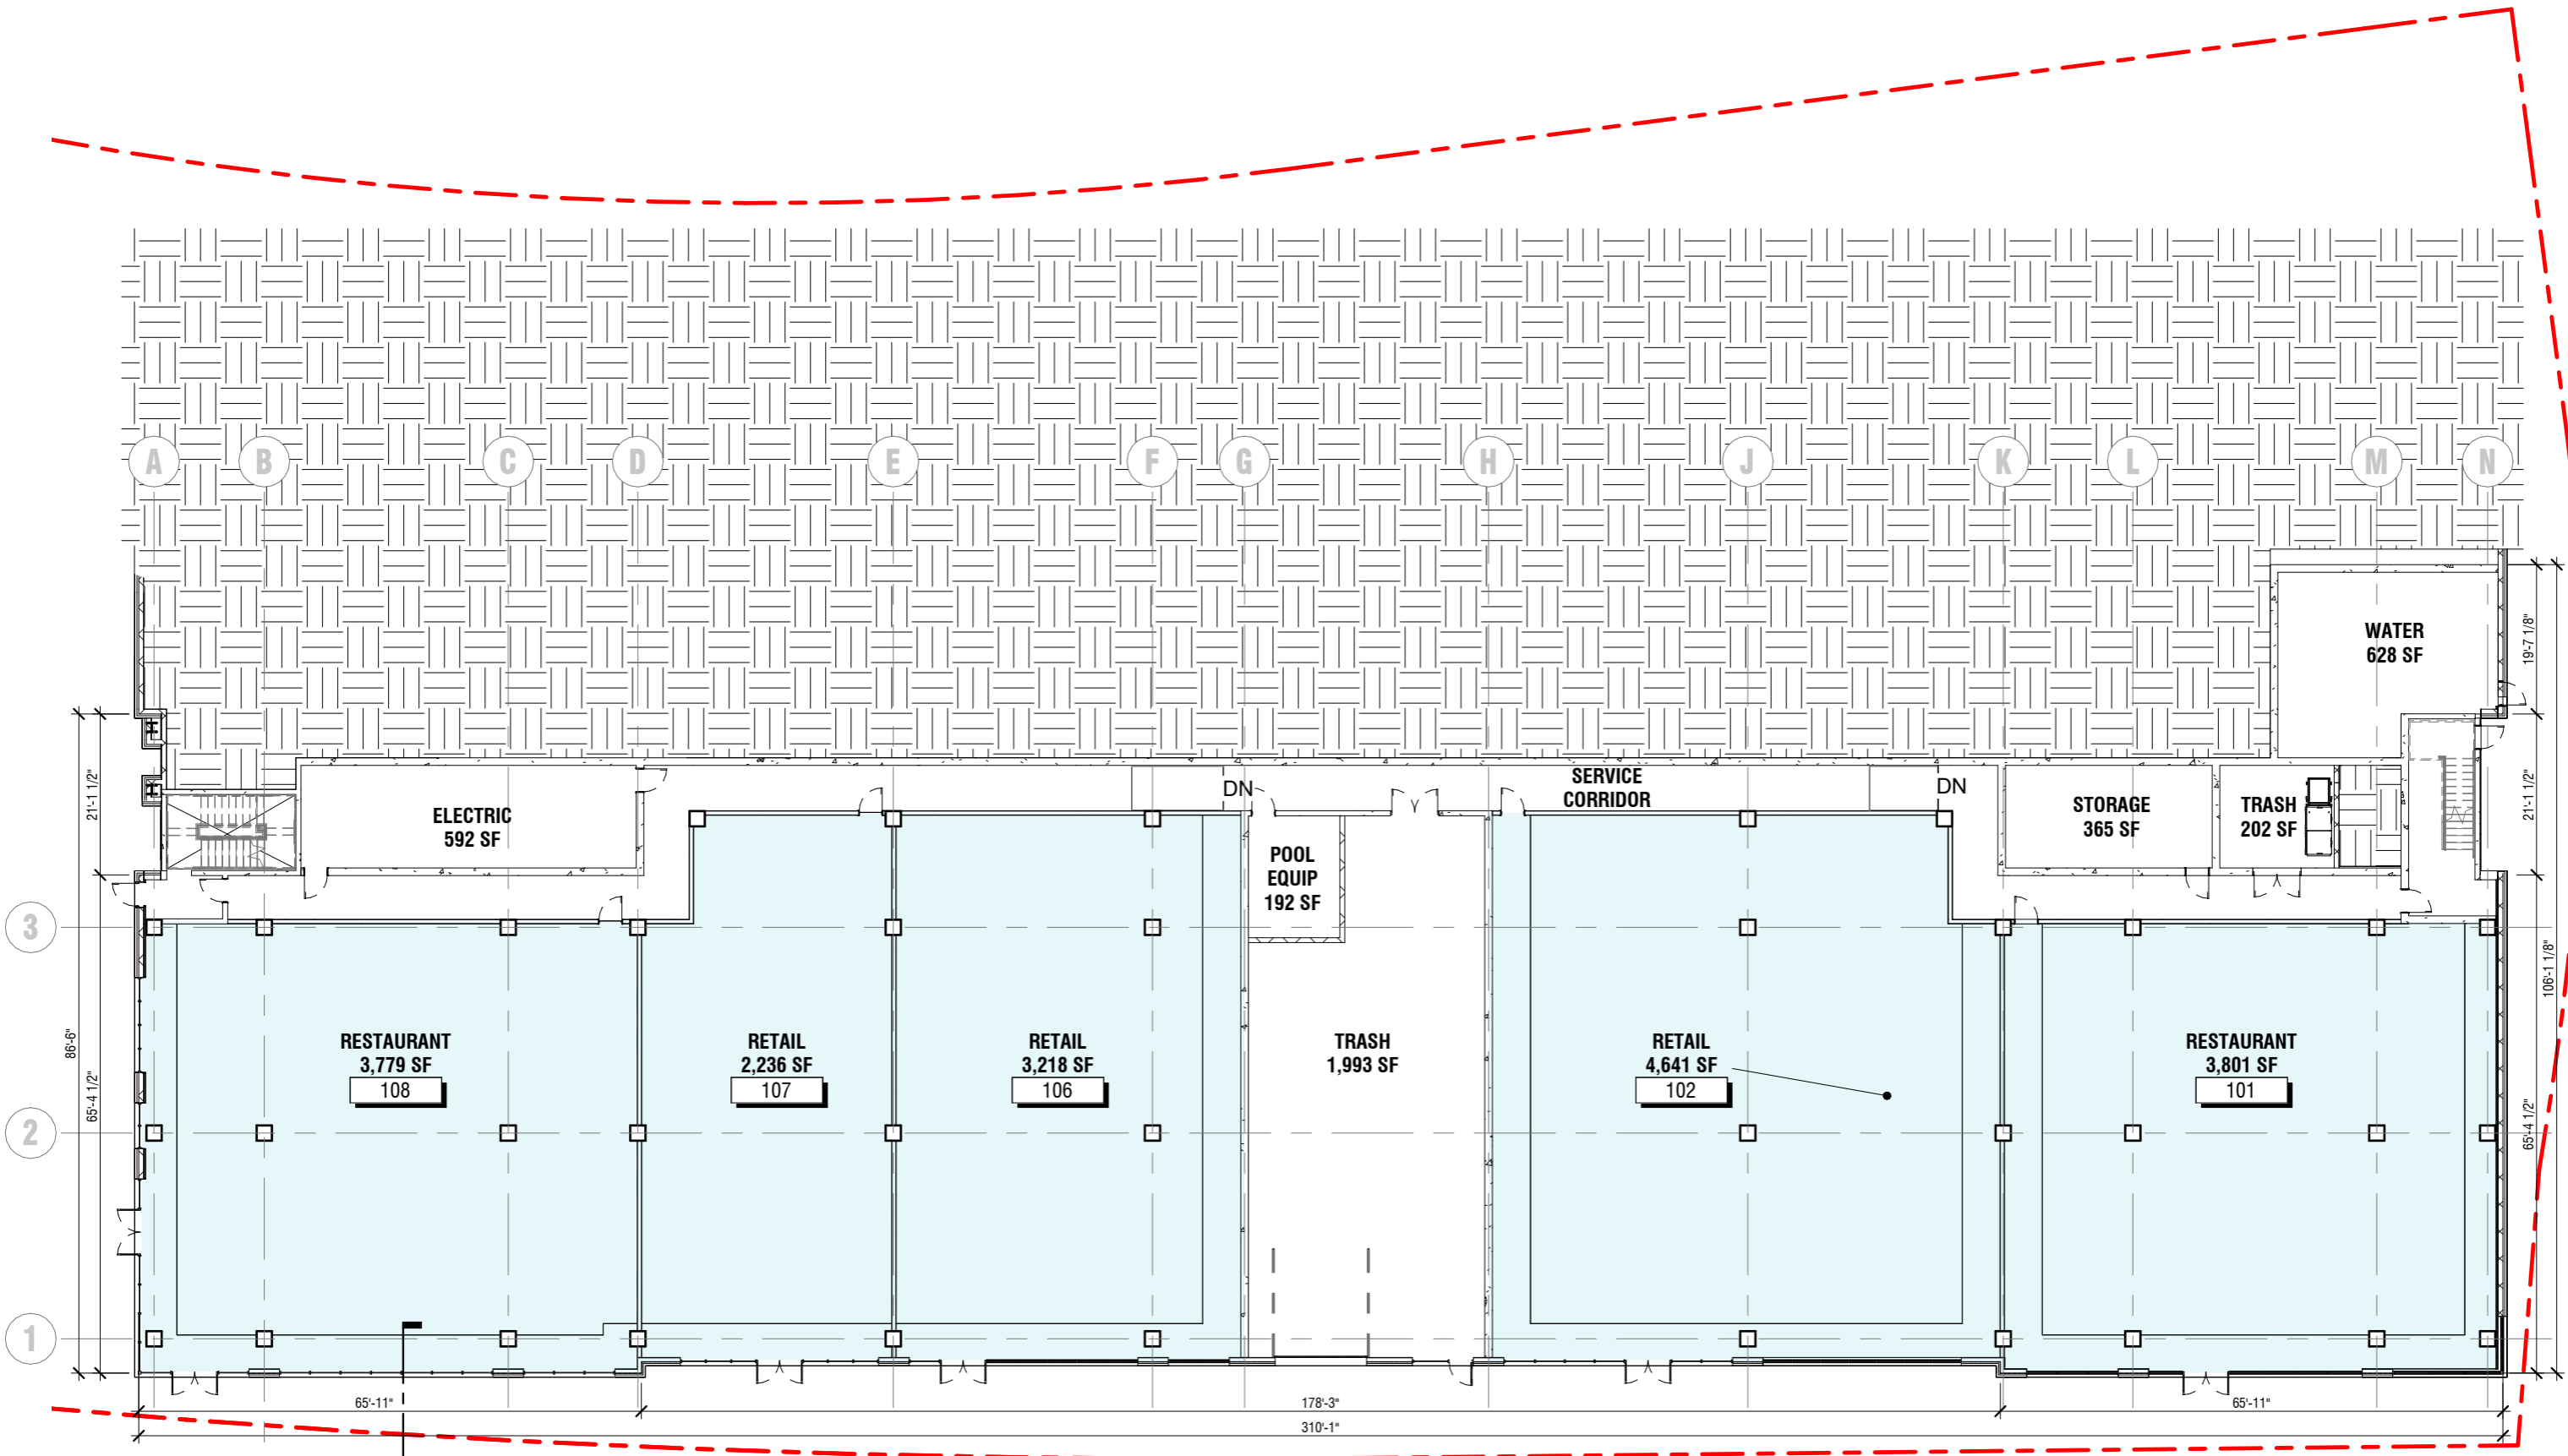 A
B
C
D
E
F
G
H
J
K
L
M
N
WATER
628 SF
19'-7 1/8"
21'-1 1/2"
ELECTRIC
592 SF
DN
SERVICE
CORRIDOR
DN
STORAGE
365 SF
TRASH
202 SF
21'-1 1/2"
POOL
EQUIP
192 SF
3
106'-1 1/8"
86'-6"
65'-4 1/2"
RESTAURANT
3,779 SF
108
RETAIL
2,236 SF
107
RETAIL
3,218 SF
106
TRASH
1,993 SF
RETAIL
4,641 SF
102
RESTAURANT
3,801 SF
101
65'-4 1/2"
2
1
65'-11"
178'-3"
65'-11"
310'-1"